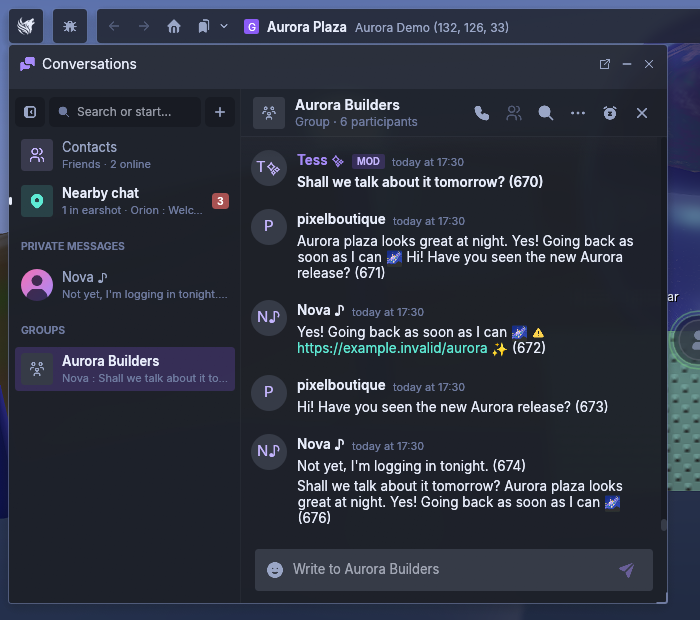 G Aurora Plaza Aurora Demo (132, 126, 33)
Conversations
Search or start...
Contacts
Friends · 2 online
Nearby chat
1 in earshot · Orion : Welc...
3
PRIVATE MESSAGES
Nova ♪
Not yet, I'm logging in tonight....
GROUPS
Aurora Builders
Nova : Shall we talk about it to...
Aurora Builders
Group · 6 participants
T✧ Tess ✧ MOD today at 17:30
Shall we talk about it tomorrow? (670)
P pixelboutique today at 17:30
Aurora plaza looks great at night. Yes! Going back as
soon as I can 🌌 Hi! Have you seen the new Aurora
release? (671)
N♪ Nova ♪ today at 17:30
Yes! Going back as soon as I can 🌌 ⚠️
https://example.invalid/aurora ✨ (672)
P pixelboutique today at 17:30
Hi! Have you seen the new Aurora release? (673)
N♪ Nova ♪ today at 17:30
Not yet, I'm logging in tonight. (674)
Shall we talk about it tomorrow? Aurora plaza looks
great at night. Yes! Going back as soon as I can 🌌
(676)
Write to Aurora Builders
ar